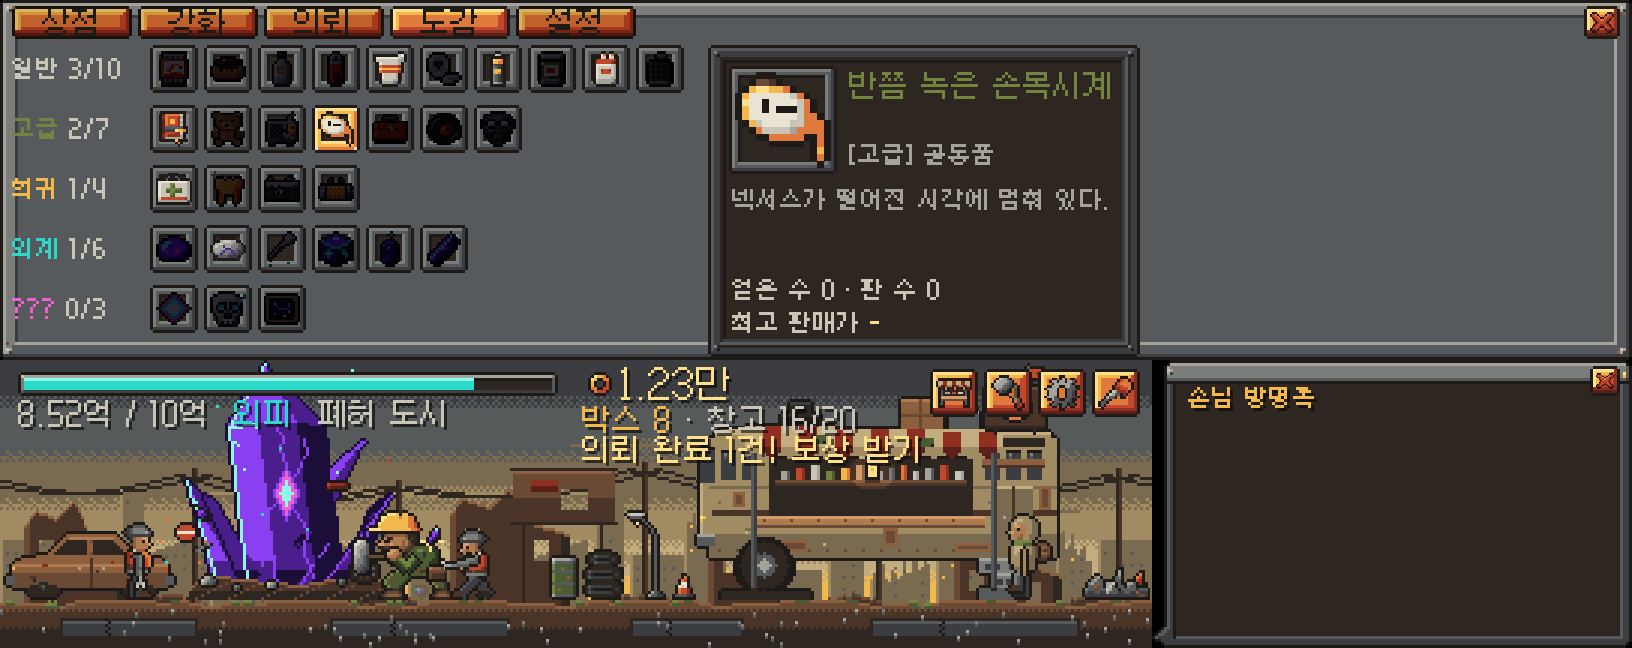 상점 강화 의뢰 도감 설정
일반 3/10
고급 2/7
희귀 1/4
외계 1/6
??? 0/3
반쯤 녹은 손목시계
[고급] 골동품
넥서스가 떨어진 시각에 멈춰 있다.
얻은 수 0 · 판 수 0
최고 판매가 -
8.52억 / 10억 · 외피 폐허 도시
1.23만
박스 8 · 창고 16/20
의뢰 완료 1건! 보상 받기
손님 방명록